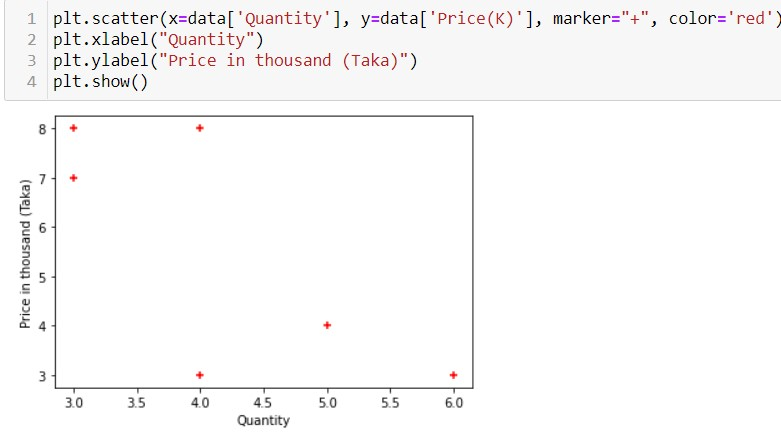 1 plt.scatter(x=data['Quantity'], y=data['Price(K)'], marker="+", color='red')
2 plt.xlabel("Quantity")
3 plt.ylabel("Price in thousand (Taka)")
4 plt.show()
8
7
6
5
4
3
Price in thousand (Taka)
3.0 3.5 4.0 4.5 5.0 5.5 6.0
Quantity